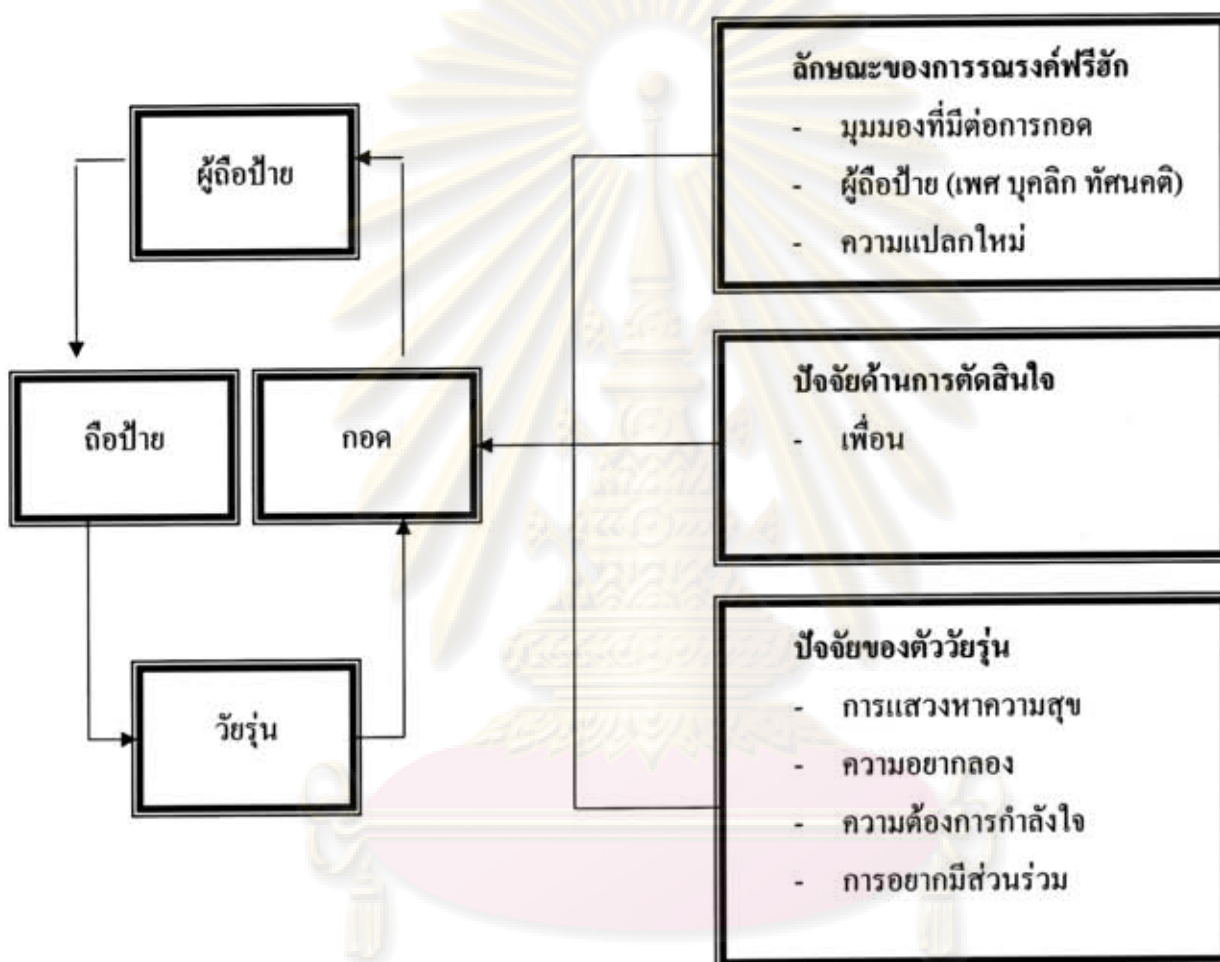 ผู้ถือป้าย
ถือป้าย
กอด
วัยรุ่น
ลักษณะของการรณรงค์ฟรีฮัก
- มุมมองที่มีต่อการกอด
- ผู้ถือป้าย (เพศ บุคลิก ทัศนคติ)
- ความแปลกใหม่
ปัจจัยด้านการตัดสินใจ
- เพื่อน
ปัจจัยของตัววัยรุ่น
- การแสวงหาความสุข
- ความอยากลอง
- ความต้องการกำลังใจ
- การอยากมีส่วนร่วม